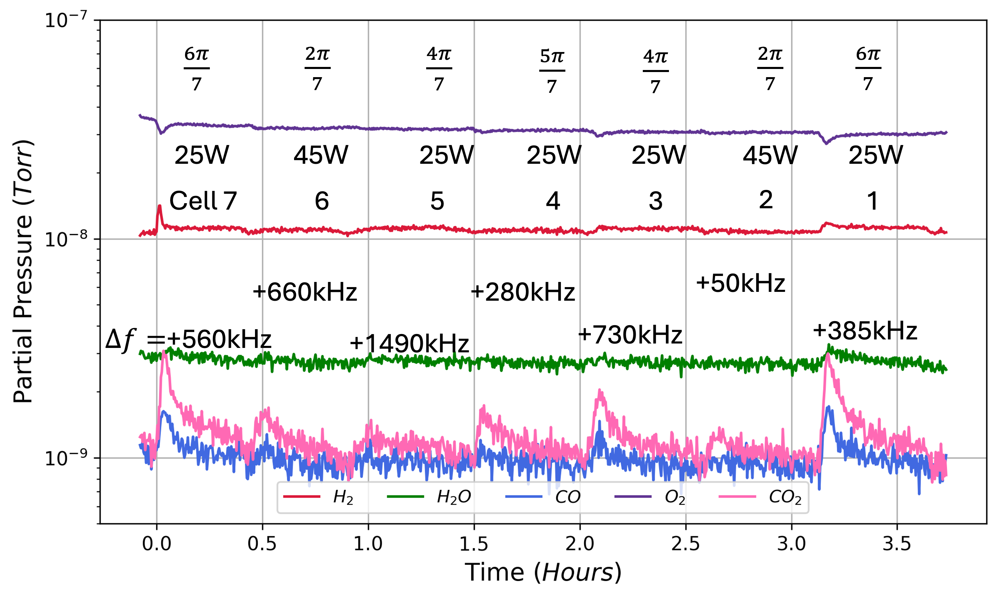 10⁻⁷
6π/7 2π/7 4π/7 5π/7 4π/7 2π/7 6π/7
25W 45W 25W 25W 25W 45W 25W
Cell 7 6 5 4 3 2 1
10⁻⁸
+660kHz +280kHz +50kHz
Δf =+560kHz +1490kHz +730kHz +385kHz
10⁻⁹
H₂ H₂O CO O₂ CO₂
0.0 0.5 1.0 1.5 2.0 2.5 3.0 3.5
Time (Hours)
Partial Pressure (Torr)